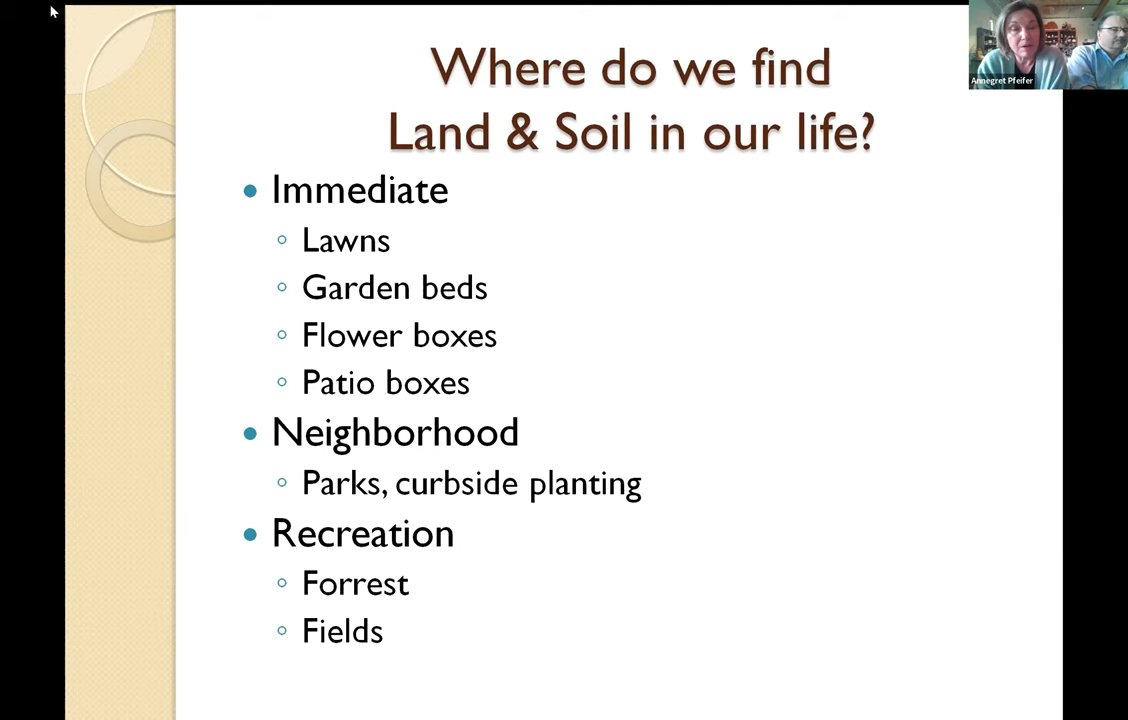 Where do we find
Land & Soil in our life?
Immediate
Lawns
Garden beds
Flower boxes
Patio boxes
Neighborhood
Parks, curbside planting
Recreation
Forrest
Fields
Annegret Pfeifer